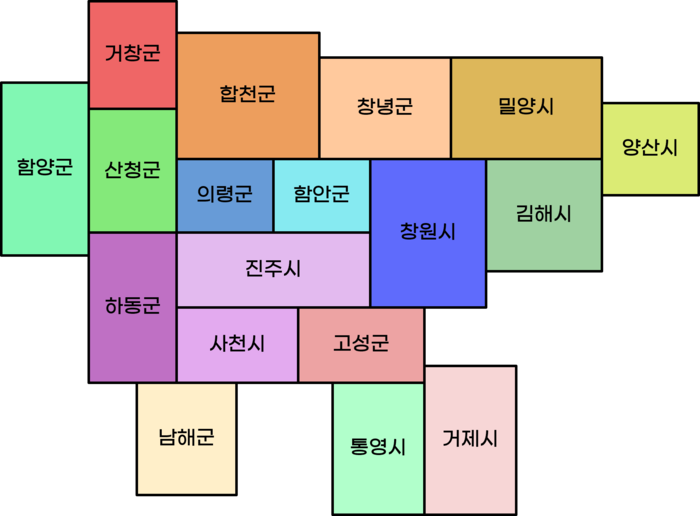 거창군
합천군
창녕군
밀양시
양산시
함양군
산청군
의령군
함안군
창원시
김해시
진주시
하동군
사천시
고성군
남해군
통영시
거제시